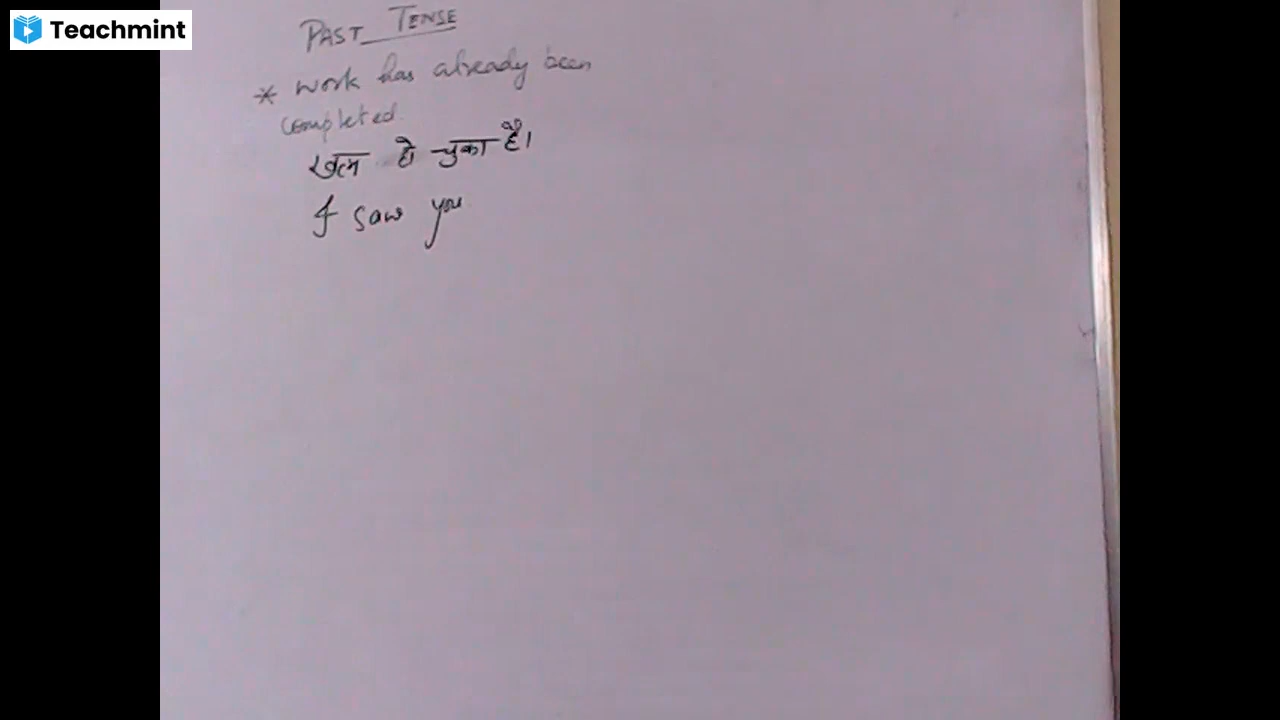 Teachmint
PAST TENSE
* work has already been
completed.
खत्म हो चुका है।
I saw you